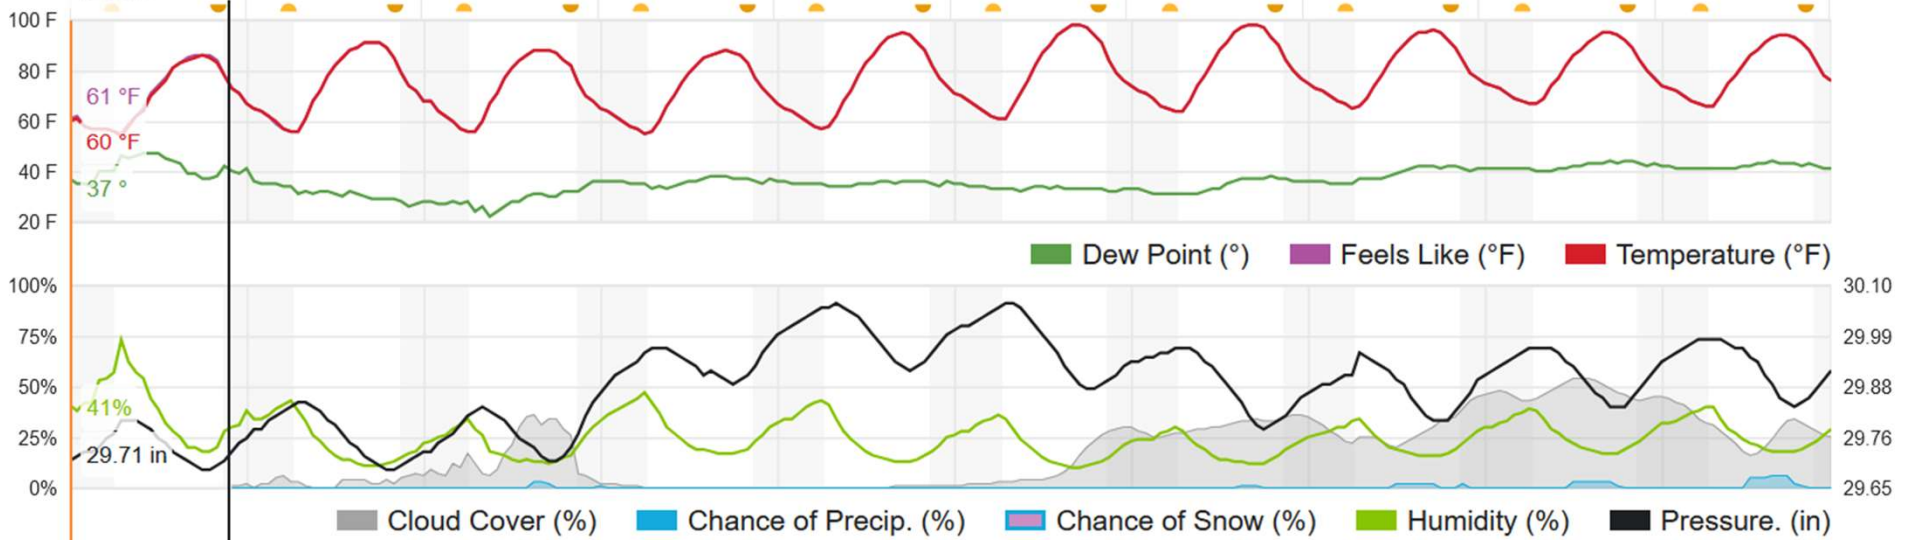 100 F
80 F
61 °F
60 F
60 °F
40 F
37 °
20 F
Dew Point (°) Feels Like (°F) Temperature (°F)
100% 30.10
75% 29.99
50% 29.88
41%
25% 29.76
29.71 in
0% 29.65
Cloud Cover (%) Chance of Precip. (%) Chance of Snow (%) Humidity (%) Pressure. (in)